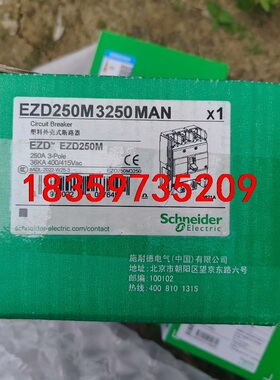 EZD250M3250MAN x1
Circuit Breaker
塑料外壳式断路器
EZD™ EZD250M
250A 3-Pole
36KA 400/415Vac
18359735209
Schneider
Electric
schneider-electric.com/contact
施耐德电气(中国)有限公司
地址:
北京市朝阳区望京东路六号
邮编: 100102
热线:400 810 1315